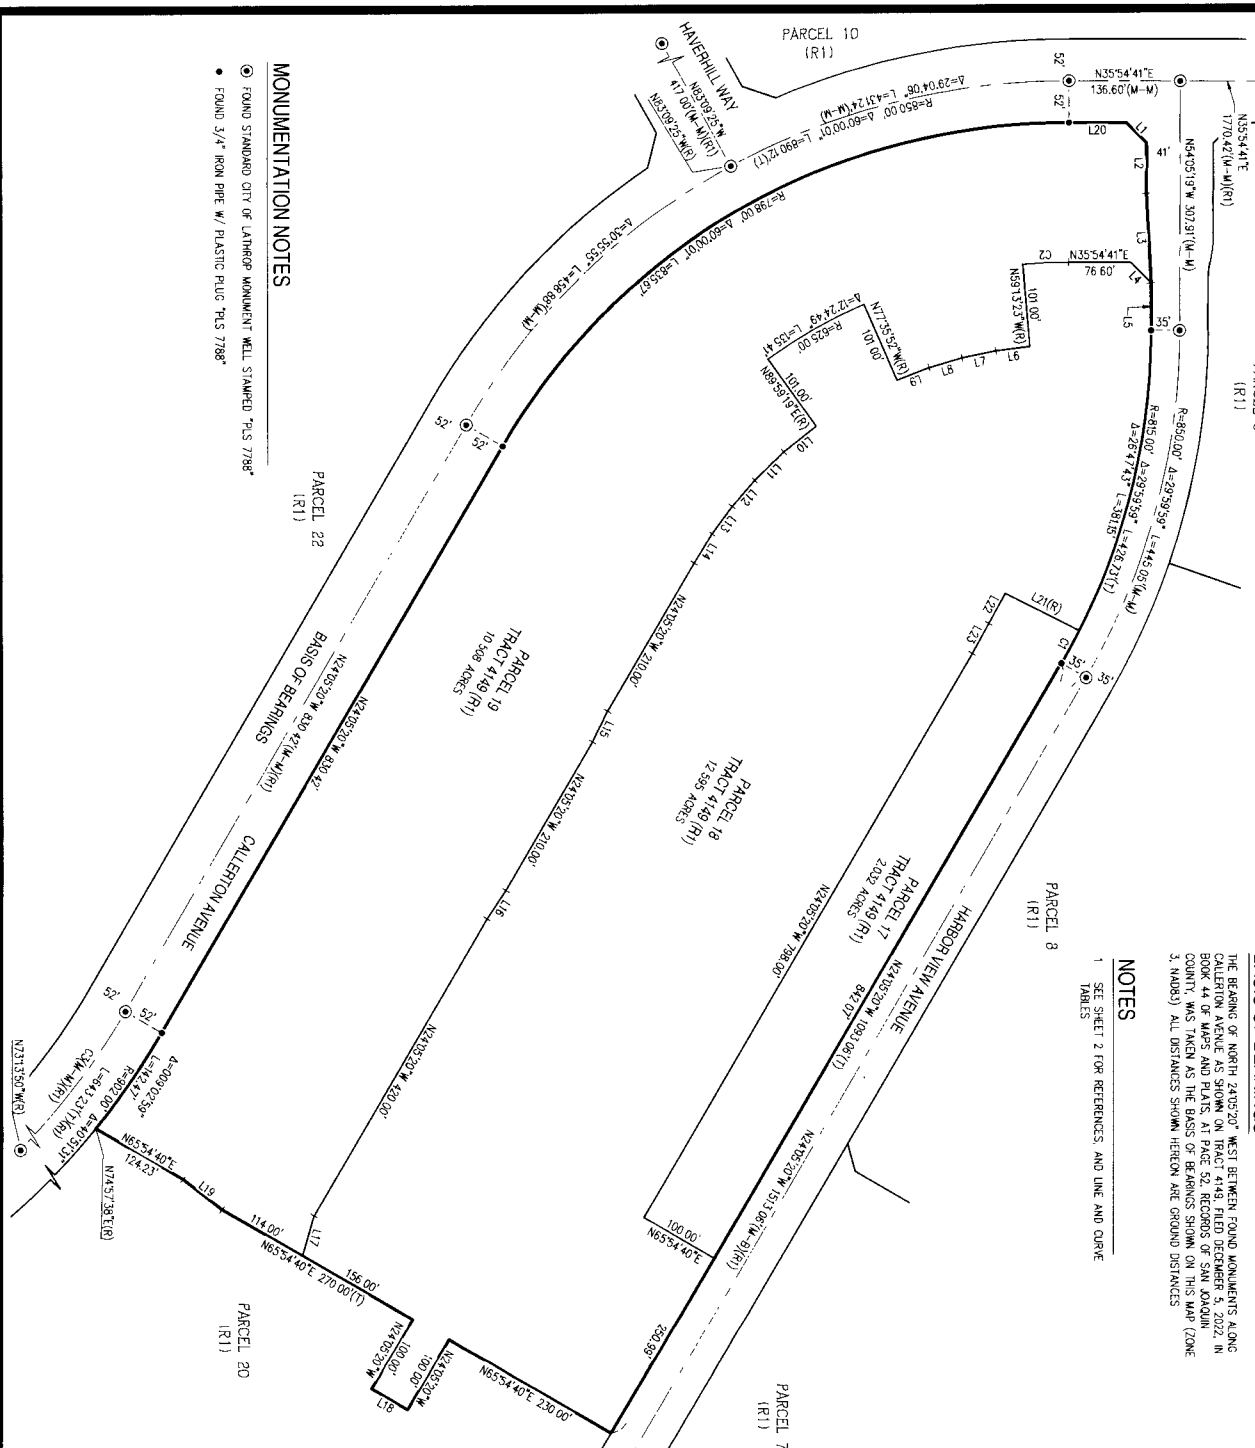 PARCEL 10
(R1)
HAVERHILL WAY
N83°09'25"W
417.00'(M-M)(R1)
N83°09'25"W(R)
Δ=29°04'06" L=431.24'(M-M)
R=850.00' Δ=60°00'01" L=890.12'(T)
R=798.00' Δ=60°00'01" L=835.67'
Δ=30°55'55" L=458.88'(M-M)
52'
52'
N35°54'41"E
136.60'(M-M)
L20
L1
41'
L2
L3
N35°54'41"E
1770.42'(M-M)(R1)
N54°05'19"W 307.91'(M-M)
C2
N35°54'41"E
76.60'
L4
L5
35'
N59°13'23"W(R)
101.00'
L6
L7
L8
L9
N77°35'52"W(R)
101.00'
Δ=12°24'49" L=135.41'
R=625.00'
101.00'
N89°59'19"E(R)
L10
L11
L12
L13
L14
(R1)
R=850.00' Δ=29°59'59" L=445.05'(M-M)
R=815.00' Δ=29°59'59" L=426.73'(T)
Δ=26°47'43" L=381.15'
L21(R)
L22
L23
C1
35'
35'
MONUMENTATION NOTES
FOUND STANDARD CITY OF LATHROP MONUMENT WELL STAMPED "PLS 7788"
FOUND 3/4" IRON PIPE W/ PLASTIC PLUG "PLS 7788"
52'
52'
PARCEL 22
(R1)
BASIS OF BEARINGS
N24°05'20"W 830.42'(M-M)(R1)
N24°05'20"W 830.42'
CALLERTON AVENUE
PARCEL 19
TRACT 4149 (R1)
10.508 ACRES
N24°05'20"W 210.00'
L15
N24°05'20"W 210.00'
L16
N24°05'20"W 420.00'
L17
PARCEL 18
TRACT 4149 (R1)
12.595 ACRES
N24°05'20"W 798.00'
PARCEL 17
TRACT 4149 (R1)
2.032 ACRES
N24°05'20"W 1093.06'(T)
842.07'
HARBOR VIEW AVENUE
N24°05'20"W 1513.06'(M-B)(R1)
PARCEL 8
(R1)
THE BEARING OF NORTH 24°05'20" WEST BETWEEN FOUND MONUMENTS ALONG
CALLERTON AVENUE AS SHOWN ON TRACT 4149, FILED DECEMBER 5, 2022, IN
BOOK 44 OF MAPS AND PLATS, AT PAGE 52, RECORDS OF SAN JOAQUIN
COUNTY, WAS TAKEN AS THE BASIS OF BEARINGS SHOWN ON THIS MAP (ZONE
3, NAD83) ALL DISTANCES SHOWN HEREON ARE GROUND DISTANCES
NOTES
1 SEE SHEET 2 FOR REFERENCES, AND LINE AND CURVE
TABLES
52'
52'
Δ=009°02'59"
L=142.47'
R=902.00' Δ=40°51'31"
L=643.23'(T)(R1)
C3(M-M)(R1)
N73°13'50"W(R)
N74°57'38"E(R)
N65°54'40"E
124.23'
L19
114.00'
N65°54'40"E 270.00'(T)
156.00'
N24°05'20"W
100.00'
L18
N24°05'20"W
100.00'
N65°54'40"E 230.00'
100.00'
N65°54'40"E
250.99'
PARCEL 20
(R1)
PARCEL 7
(R1)